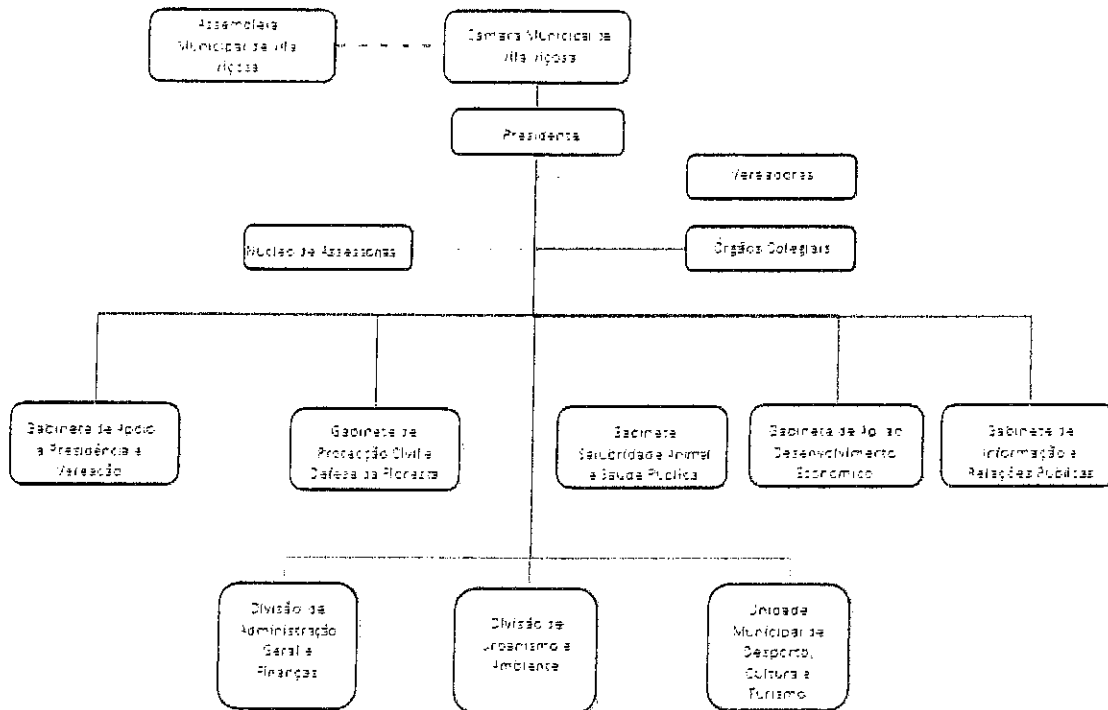 Assembleia
Municipal de Vila
Viçosa
Câmara Municipal de
Vila Viçosa
Presidente
Vereadores
Núcleo de Assessorias
Órgãos Colegiais
Gabinete de Apoio
à Presidência e
Vereação
Gabinete de
Protecção Civil e
Defesa da Floresta
Gabinete
Salubridade Animal
e Saúde Pública
Gabinete de Ap. ao
Desenvolvimento
Económico
Gabinete de
Informação e
Relações Públicas
Divisão de
Administração
Geral e
Finanças
Divisão de
Urbanismo e
Ambiente
Unidade
Municipal de
Desporto,
Cultura e
Turismo